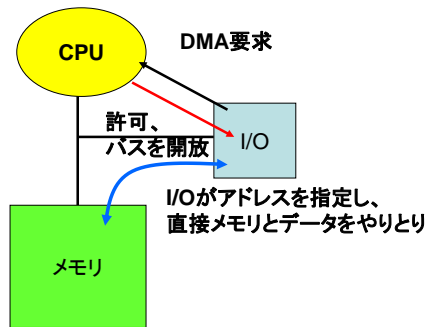 CPU
DMA要求
許可、
バスを開放
I/O
I/Oがアドレスを指定し、
直接メモリとデータをやりとり
メモリ